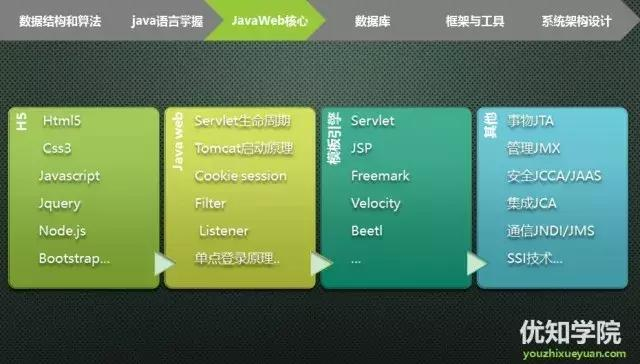 数据结构和算法
java语言掌握
JavaWeb核心
数据库
框架与工具
系统架构设计
H5
Html5
Css3
Javascript
Jquery
Node.js
Bootstrap...
Java web
Servlet生命周期
Tomcat启动原理
Cookie session
Filter
Listener
单点登录原理..
模板引学
Servlet
JSP
Freemark
Velocity
Beetl
...
其他
事物JTA
管理JMX
安全JCCA/JAAS
集成JCA
通信JNDI/JMS
SSI技术...
优知学院
youzhixueyuan.com